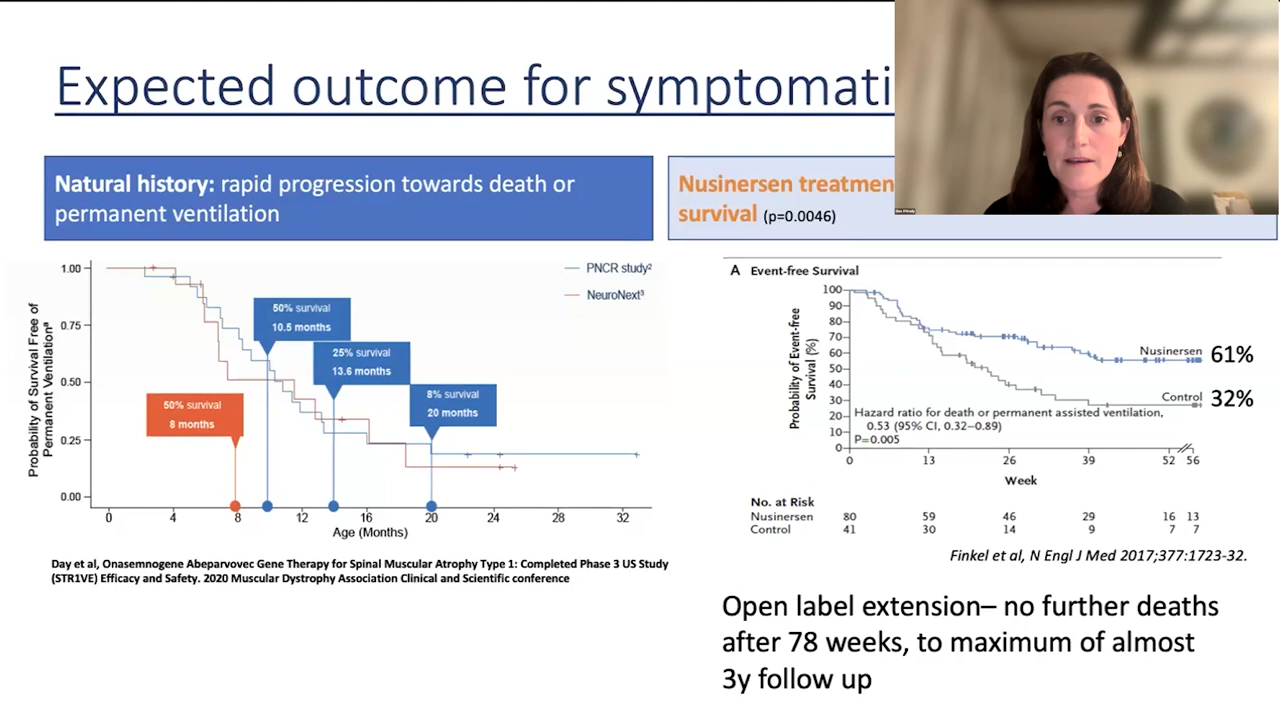 Expected outcome for symptomati
Natural history: rapid progression towards death or
permanent ventilation
Nusinersen treatmen
survival (p=0.0046)
Probability of Survival Free of
Permanent Ventilationᵃ
1.00
0.75
0.50
0.25
0.00
PNCR study²
NeuroNext³
50% survival
10.5 months
25% survival
13.6 months
8% survival
20 months
50% survival
8 months
0 4 8 12 16 20 24 28 32
Age (Months)
Day et al, Onasemnogene Abeparvovec Gene Therapy for Spinal Muscular Atrophy Type 1: Completed Phase 3 US Study
(STR1VE) Efficacy and Safety. 2020 Muscular Dystrophy Association Clinical and Scientific conference
A Event-free Survival
Probability of Event-free
Survival (%)
100
90
80
70
60
50
40
30
20
10
0
Nusinersen 61%
Control 32%
Hazard ratio for death or permanent assisted ventilation,
0.53 (95% CI, 0.32–0.89)
P=0.005
0 13 26 39 52 56
Week
No. at Risk
Nusinersen 80 59 46 29 16 13
Control 41 30 14 9 7 7
Finkel et al, N Engl J Med 2017;377:1723-32.
Open label extension– no further deaths
after 78 weeks, to maximum of almost
3y follow up